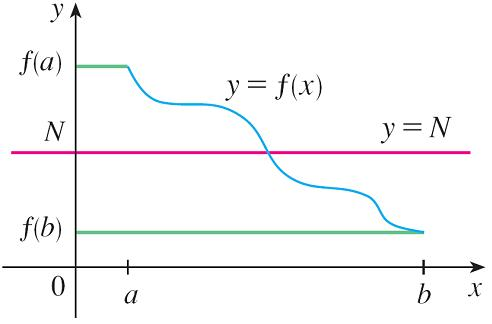 y
f(a)
y = f(x)
N
y = N
f(b)
0
a
b
x